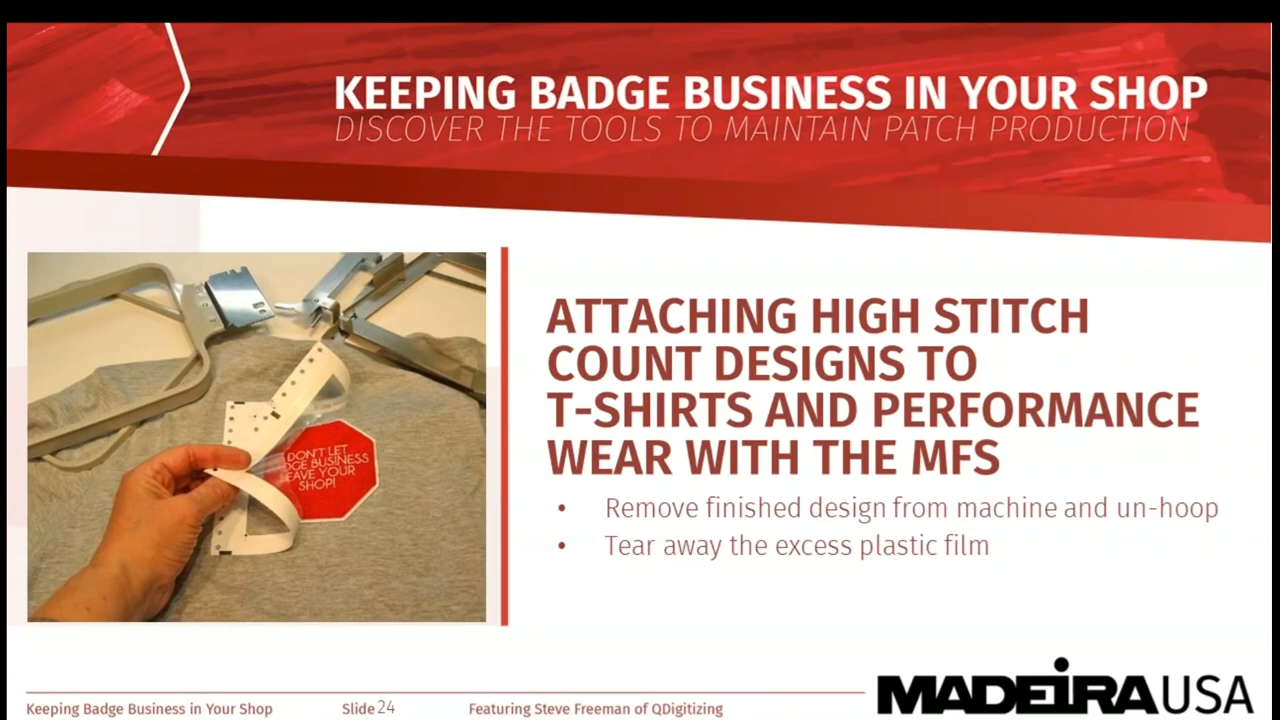 KEEPING BADGE BUSINESS IN YOUR SHOP
DISCOVER THE TOOLS TO MAINTAIN PATCH PRODUCTION
DON'T LET
DGE BUSINESS
EAVE YOUR
SHOP!
ATTACHING HIGH STITCH
COUNT DESIGNS TO
T-SHIRTS AND PERFORMANCE
WEAR WITH THE MFS
• Remove finished design from machine and un-hoop
• Tear away the excess plastic film
Keeping Badge Business in Your Shop Slide 24 Featuring Steve Freeman of QDigitizing
MADEIRA USA